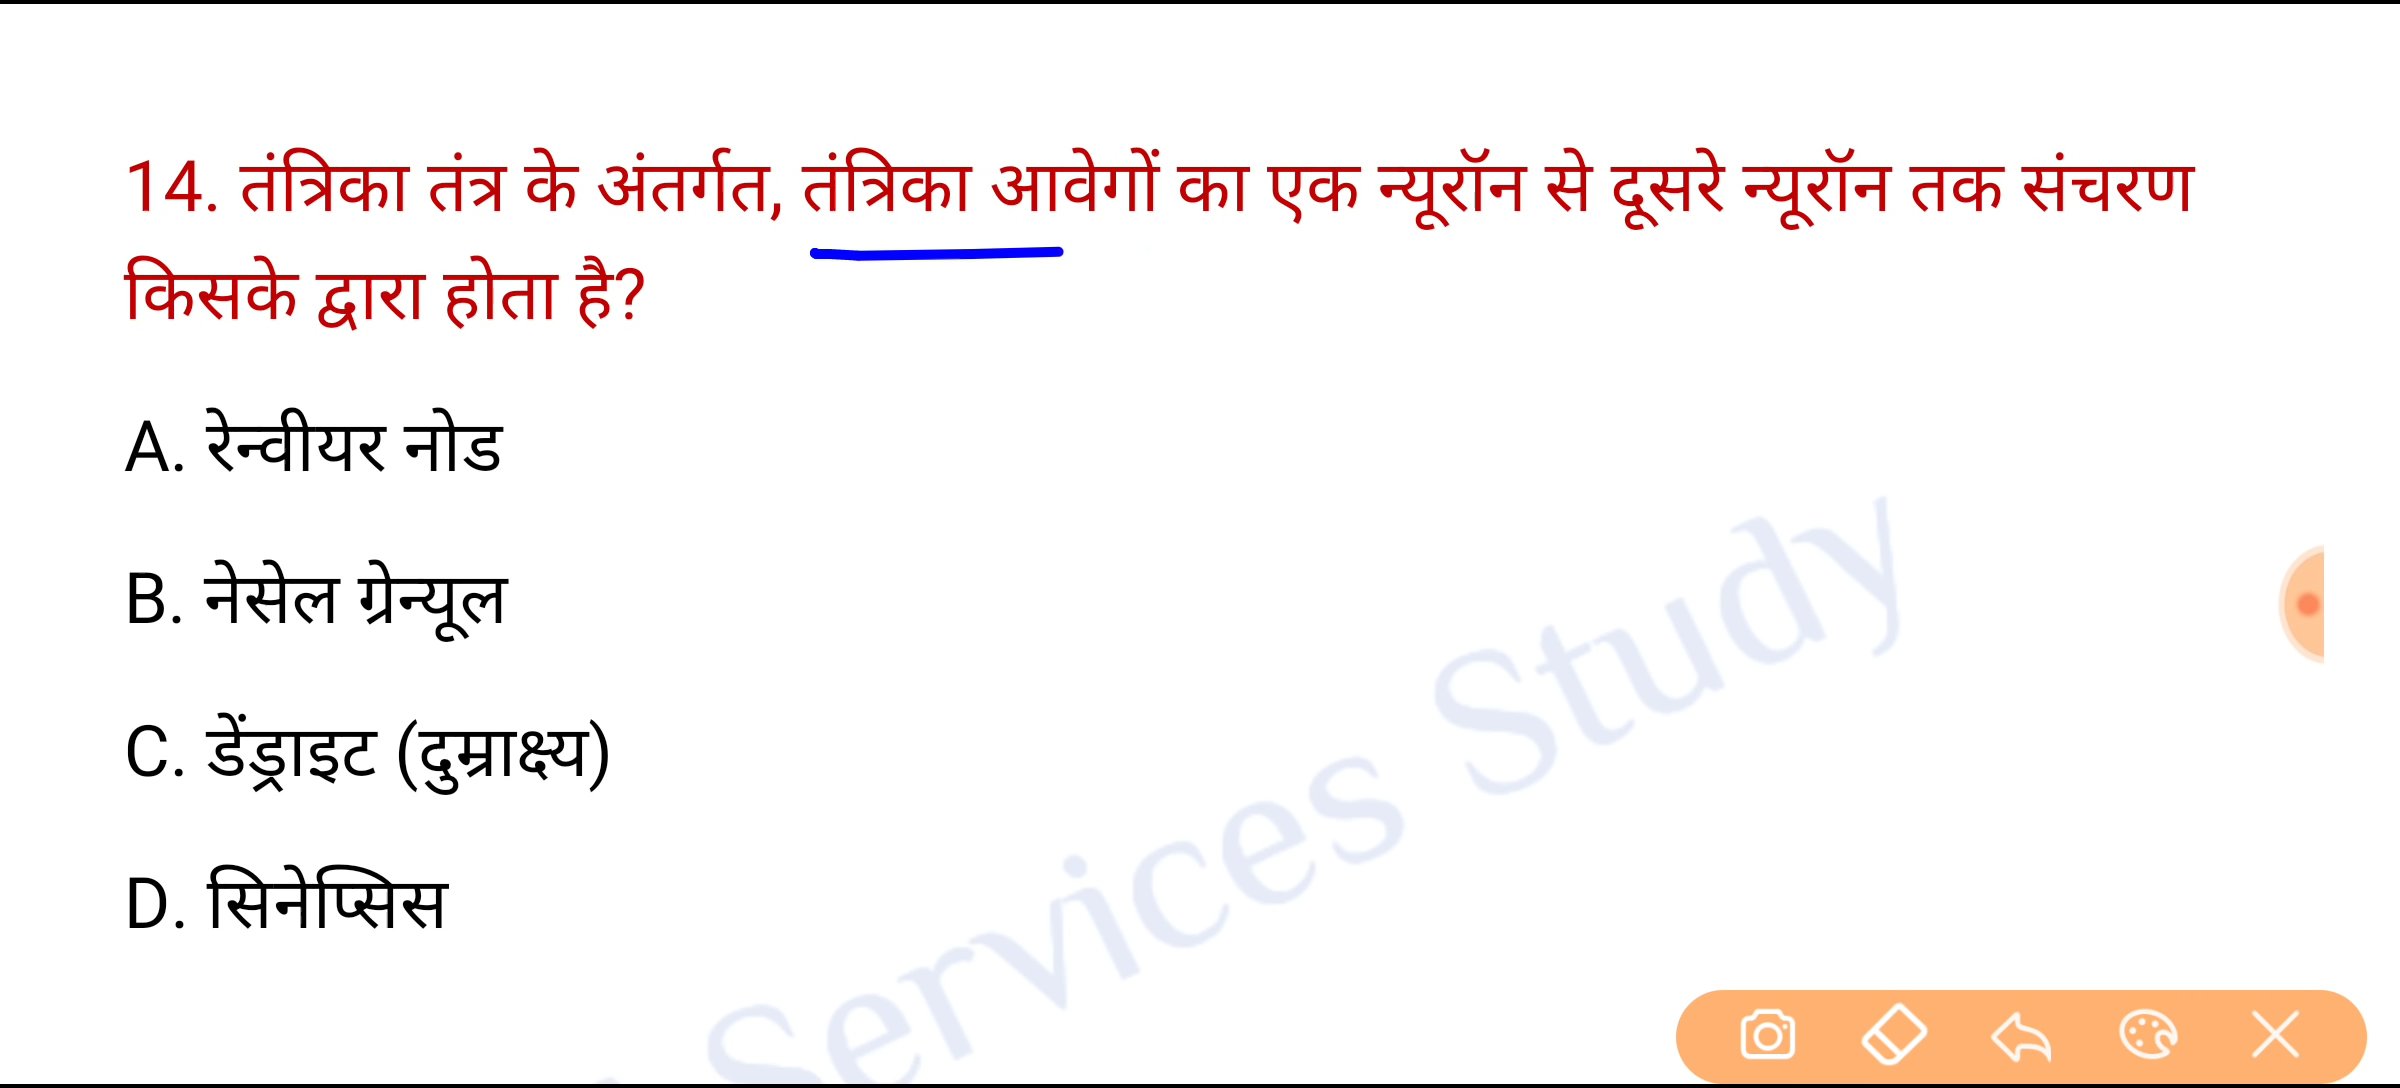 14. तंत्रिका तंत्र के अंतर्गत, तंत्रिका आवेगों का एक न्यूरॉन से दूसरे न्यूरॉन तक संचरण
किसके द्वारा होता है?
A. रेन्वीयर नोड
B. नेसेल ग्रेन्यूल
C. डेंड्राइट (दुम्राक्ष्य)
D. सिनेप्सिस
Services Study